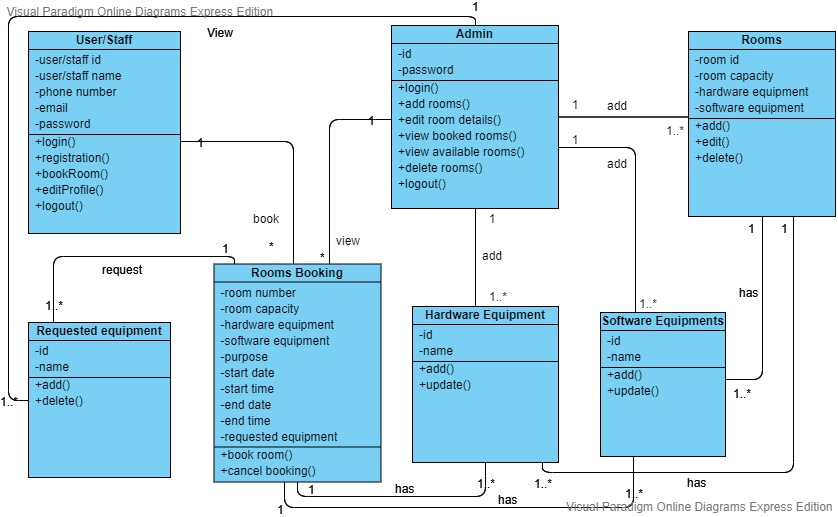 Visual Paradigm Online Diagrams Express Edition
1
View
User/Staff
-user/staff id
-user/staff name
-phone number
-email
-password
+login()
+registration()
+bookRoom()
+editProfile()
+logout()
Admin
-id
-password
+login()
+add rooms()
+edit room details()
+view booked rooms()
+view available rooms()
+delete rooms()
+logout()
Rooms
-room id
-room capacity
-hardware equipment
-software equipment
+add()
+edit()
+delete()
1
1
1
add
1..*
1
add
book
*
view
*
1
add
1..*
1..*
1
1
has
1
request
1..*
Requested equipment
-id
-name
+add()
+delete()
1..*
Rooms Booking
-room number
-room capacity
-hardware equipment
-software equipment
-purpose
-start date
-start time
-end date
-end time
-requested equipment
+book room()
+cancel booking()
Hardware Equipment
-id
-name
+add()
+update()
Software Equipments
-id
-name
+add()
+update()
1..*
1
has
1..*
1..*
has
1
has
1..*
Visual Paradigm Online Diagrams Express Edition